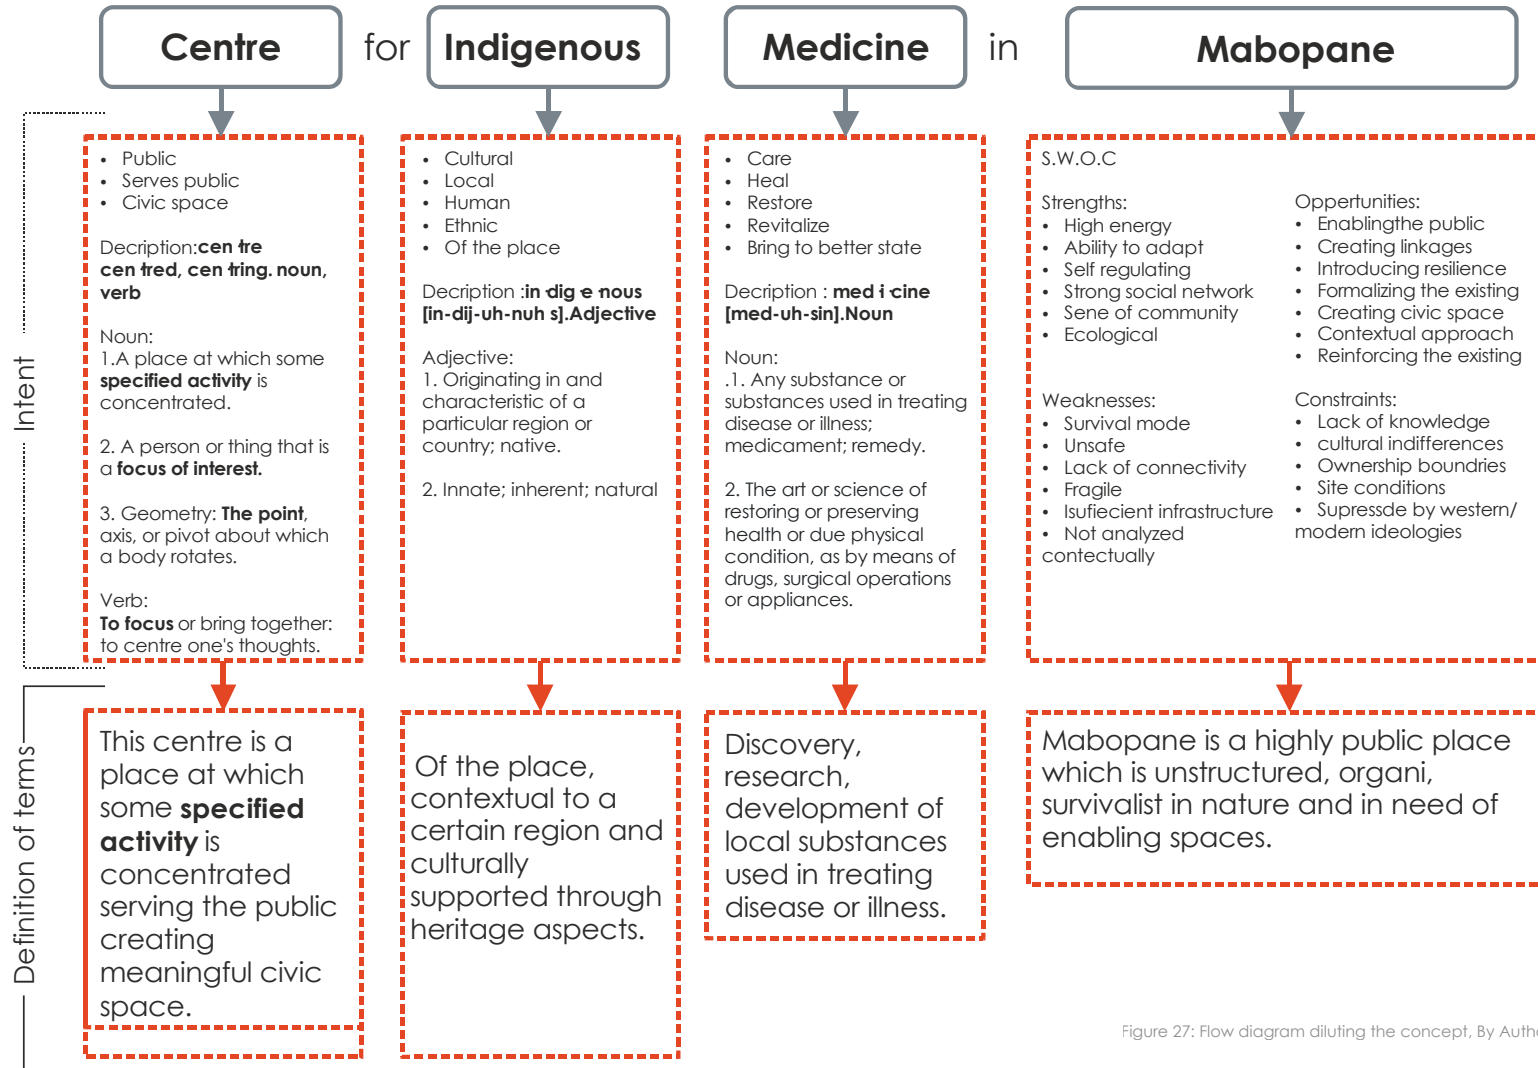 Centre for Indigenous Medicine in Mabopane
Intent
• Public
• Serves public
• Civic space
Decription:cen tre
cen tred, cen tring. noun,
verb
Noun:
1.A place at which some
specified activity is
concentrated.
2. A person or thing that is
a focus of interest.
3. Geometry: The point,
axis, or pivot about which
a body rotates.
Verb:
To focus or bring together:
to centre one's thoughts.
• Cultural
• Local
• Human
• Ethnic
• Of the place
Decription :in·dig·e·nous
[in-dij-uh-nuh s].Adjective
Adjective:
1. Originating in and
characteristic of a
particular region or
country; native.
2. Innate; inherent; natural
• Care
• Heal
• Restore
• Revitalize
• Bring to better state
Decription : med·i·cine
[med-uh-sin].Noun
Noun:
.1. Any substance or
substances used in treating
disease or illness;
medicament; remedy.
2. The art or science of
restoring or preserving
health or due physical
condition, as by means of
drugs, surgical operations
or appliances.
S.W.O.C
Strengths:
• High energy
• Ability to adapt
• Self regulating
• Strong social network
• Sene of community
• Ecological
Weaknesses:
• Survival mode
• Unsafe
• Lack of connectivity
• Fragile
• Isufiecient infrastructure
• Not analyzed
contectually
Oppertunities:
• Enablingthe public
• Creating linkages
• Introducing resilience
• Formalizing the existing
• Creating civic space
• Contextual approach
• Reinforcing the existing
Constraints:
• Lack of knowledge
• cultural indifferences
• Ownership boundries
• Site conditions
• Supressde by western/
modern ideologies
Definition of terms
This centre is a
place at which
some specified
activity is
concentrated
serving the public
creating
meaningful civic
space.
Of the place,
contextual to a
certain region and
culturally
supported through
heritage aspects.
Discovery,
research,
development of
local substances
used in treating
disease or illness.
Mabopane is a highly public place
which is unstructured, organi,
survivalist in nature and in need of
enabling spaces.
Figure 27: Flow diagram diluting the concept, By Autho